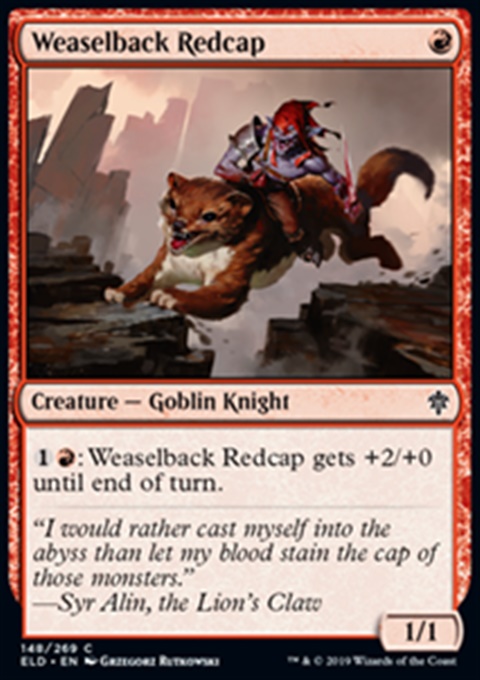 Weaselback Redcap
Creature — Goblin Knight
1 : Weaselback Redcap gets +2/+0
until end of turn.
"I would rather cast myself into the
abyss than let my blood stain the cap of
those monsters."
—Syr Alin, the Lion's Claw
1/1
148/269 C
ELD • EN Grzegorz Rutkowski
™ & © 2019 Wizards of the Coast